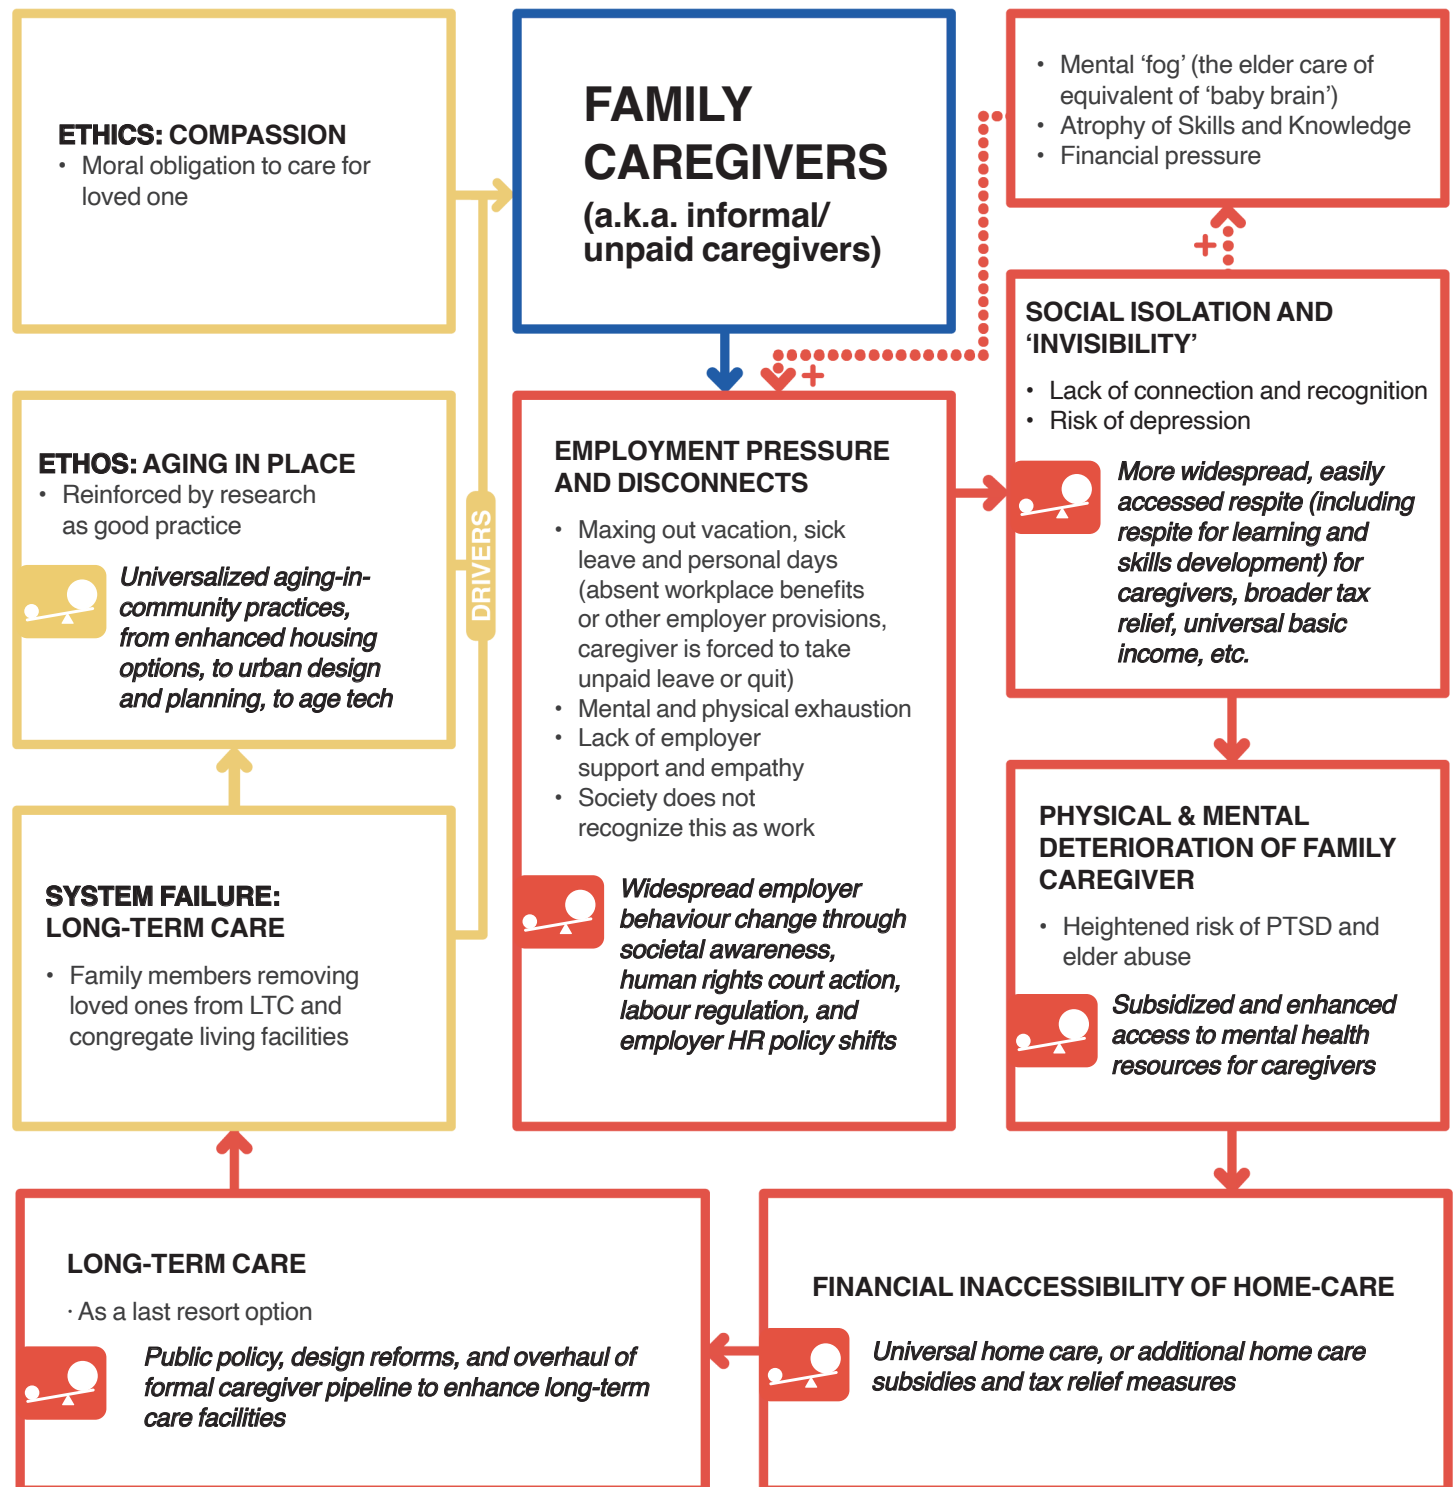 ETHICS: COMPASSION
• Moral obligation to care for
loved one
FAMILY
CAREGIVERS
(a.k.a. informal/
unpaid caregivers)
• Mental ‘fog’ (the elder care of
equivalent of ‘baby brain’)
• Atrophy of Skills and Knowledge
• Financial pressure
+
+
SOCIAL ISOLATION AND
‘INVISIBILITY’
• Lack of connection and recognition
• Risk of depression
More widespread, easily
accessed respite (including
respite for learning and
skills development) for
caregivers, broader tax
relief, universal basic
income, etc.
ETHOS: AGING IN PLACE
• Reinforced by research
as good practice
Universalized aging-in-
community practices,
from enhanced housing
options, to urban design
and planning, to age tech
DRIVERS
EMPLOYMENT PRESSURE
AND DISCONNECTS
• Maxing out vacation, sick
leave and personal days
(absent workplace benefits
or other employer provisions,
caregiver is forced to take
unpaid leave or quit)
• Mental and physical exhaustion
• Lack of employer
support and empathy
• Society does not
recognize this as work
Widespread employer
behaviour change through
societal awareness,
human rights court action,
labour regulation, and
employer HR policy shifts
PHYSICAL & MENTAL
DETERIORATION OF FAMILY
CAREGIVER
• Heightened risk of PTSD and
elder abuse
Subsidized and enhanced
access to mental health
resources for caregivers
SYSTEM FAILURE:
LONG-TERM CARE
• Family members removing
loved ones from LTC and
congregate living facilities
LONG-TERM CARE
· As a last resort option
Public policy, design reforms, and overhaul of
formal caregiver pipeline to enhance long-term
care facilities
FINANCIAL INACCESSIBILITY OF HOME-CARE
Universal home care, or additional home care
subsidies and tax relief measures